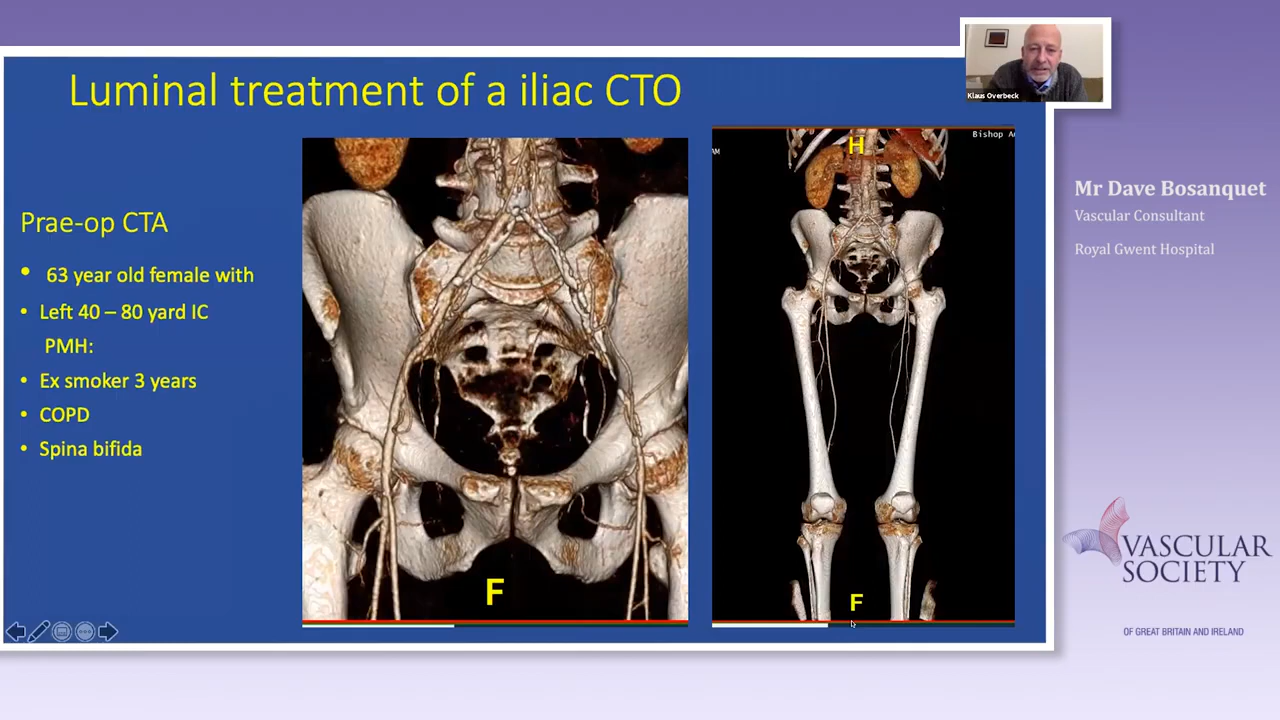 Luminal treatment of a iliac CTO
Klaus Overbeck
Prae-op CTA
• 63 year old female with
• Left 40 – 80 yard IC
PMH:
• Ex smoker 3 years
• COPD
• Spina bifida
F
AM
H
Bishop A
F
Mr Dave Bosanquet
Vascular Consultant
Royal Gwent Hospital
VASCULAR
SOCIETY
OF GREAT BRITAIN AND IRELAND